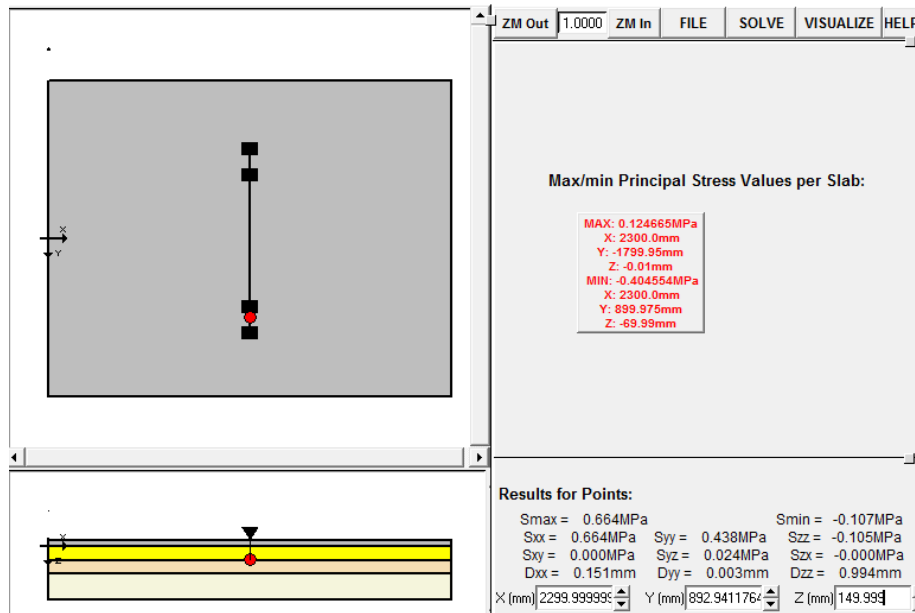 ZM Out 1.0000 ZM In FILE SOLVE VISUALIZE HELP
X
Y
Max/min Principal Stress Values per Slab:
MAX: 0.124665MPa
X: 2300.0mm
Y: -1799.95mm
Z: -0.01mm
MIN: -0.404554MPa
X: 2300.0mm
Y: 899.975mm
Z: -69.99mm
X
Z
Results for Points:
Smax = 0.664MPa Smin = -0.107MPa
Sxx = 0.664MPa Syy = 0.438MPa Szz = -0.105MPa
Sxy = 0.000MPa Syz = 0.024MPa Szx = -0.000MPa
Dxx = 0.151mm Dyy = 0.003mm Dzz = 0.994mm
X (mm) 2299.999999 Y (mm) 892.9411764 Z (mm) 149.999